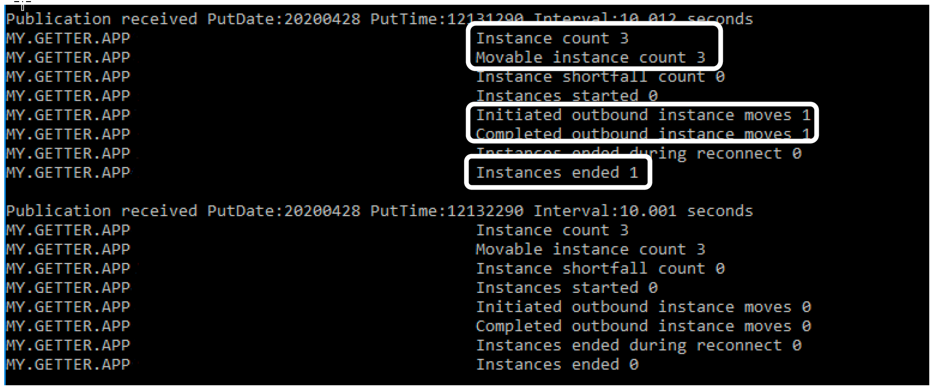 Publication received PutDate:20200428 PutTime:12131290 Interval:10.012 seconds
MY.GETTER.APP Instance count 3
MY.GETTER.APP Movable instance count 3
MY.GETTER.APP Instance shortfall count 0
MY.GETTER.APP Instances started 0
MY.GETTER.APP Initiated outbound instance moves 1
MY.GETTER.APP Completed outbound instance moves 1
MY.GETTER.APP Instances ended during reconnect 0
MY.GETTER.APP Instances ended 1
Publication received PutDate:20200428 PutTime:12132290 Interval:10.001 seconds
MY.GETTER.APP Instance count 3
MY.GETTER.APP Movable instance count 3
MY.GETTER.APP Instance shortfall count 0
MY.GETTER.APP Instances started 0
MY.GETTER.APP Initiated outbound instance moves 0
MY.GETTER.APP Completed outbound instance moves 0
MY.GETTER.APP Instances ended during reconnect 0
MY.GETTER.APP Instances ended 0